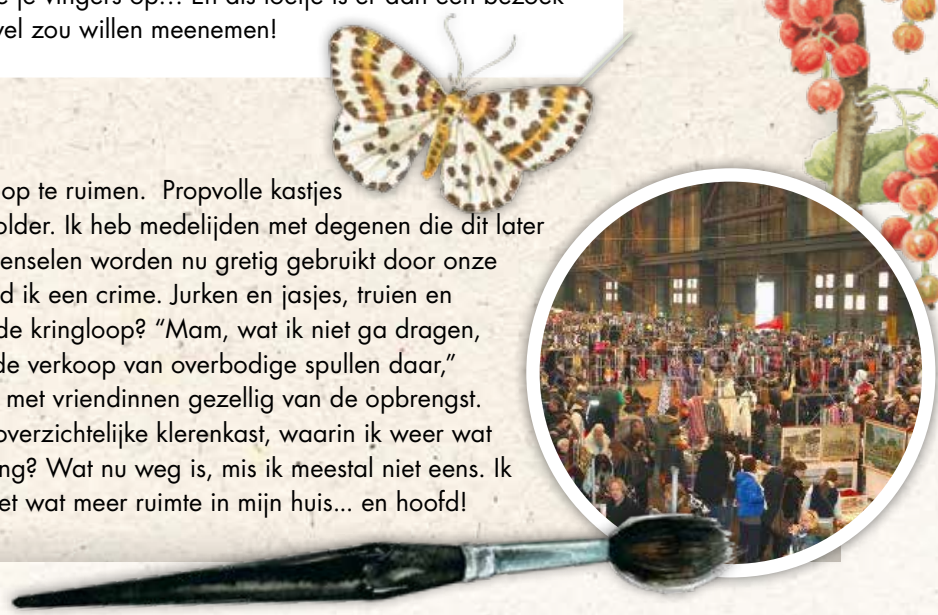 je vingers op... En als toetje is er dan een bezoek
vel zou willen meenemen!
op te ruimen. Propvolle kastjes
older. Ik heb medelijden met degenen die dit later
enselen worden nu gretig gebruikt door onze
d ik een crime. Jurken en jasjes, truien en
de kringloop? “Mam, wat ik niet ga dragen,
de verkoop van overbodige spullen daar,”
met vriendinnen gezellig van de opbrengst.
overzichtelijke klerenkast, waarin ik weer wat
ng? Wat nu weg is, mis ik meestal niet eens. Ik
et wat meer ruimte in mijn huis... en hoofd!